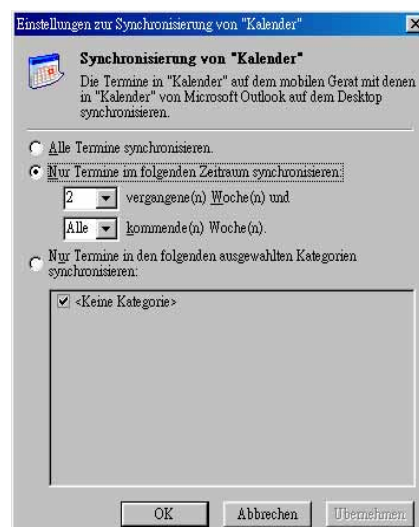 Einstellungen zur Synchronisierung von "Kalender"
Synchronisierung von "Kalender"
Die Termine in "Kalender" auf dem mobilen Gerat mit denen
in "Kalender" von Microsoft Outlook auf dem Desktop
synchronisieren.
Alle Termine synchronisieren.
Nur Termine im folgenden Zeitraum synchronisieren:
2 vergangene(n) Woche(n) und
Alle kommende(n) Woche(n).
Nur Termine in den folgenden ausgewahlten Kategorien
synchronisieren:
<Keine Kategorie>
OK Abbrechen Ubernehmen